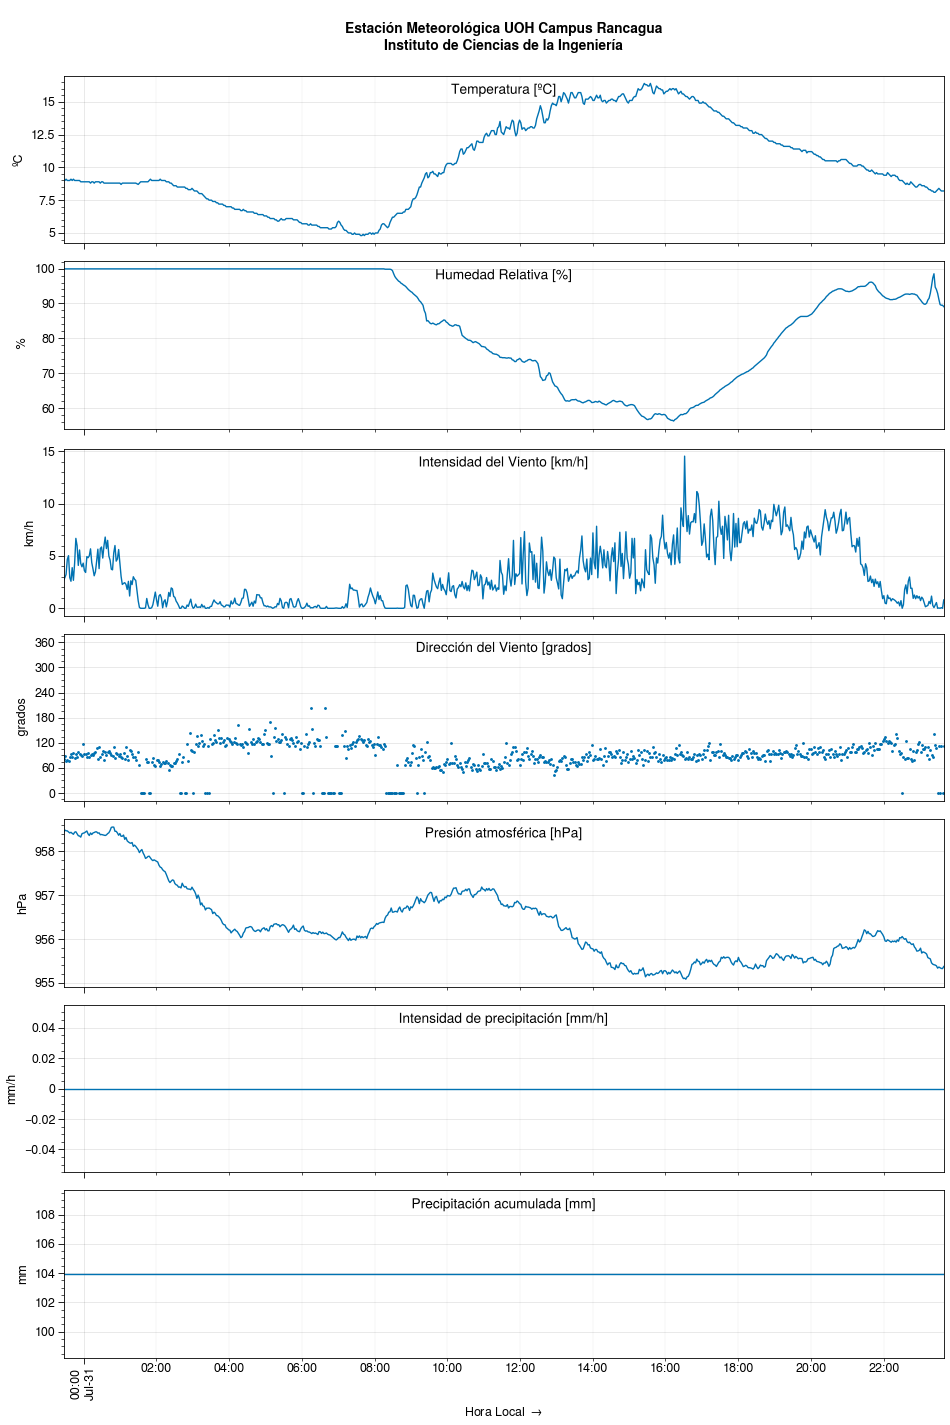 Estación Meteorológica UOH Campus Rancagua
Instituto de Ciencias de la Ingeniería
Temperatura [ºC]
15
12.5
10
7.5
5
ºC
Humedad Relativa [%]
100
90
80
70
60
%
Intensidad del Viento [km/h]
15
10
5
0
km/h
Dirección del Viento [grados]
360
300
240
180
120
60
0
grados
Presión atmosférica [hPa]
958
957
956
955
hPa
Intensidad de precipitación [mm/h]
0.04
0.02
0
−0.02
−0.04
mm/h
Precipitación acumulada [mm]
108
106
104
102
100
mm
00:00
Jul-31
02:00
04:00
06:00
08:00
10:00
12:00
14:00
16:00
18:00
20:00
22:00
Hora Local →